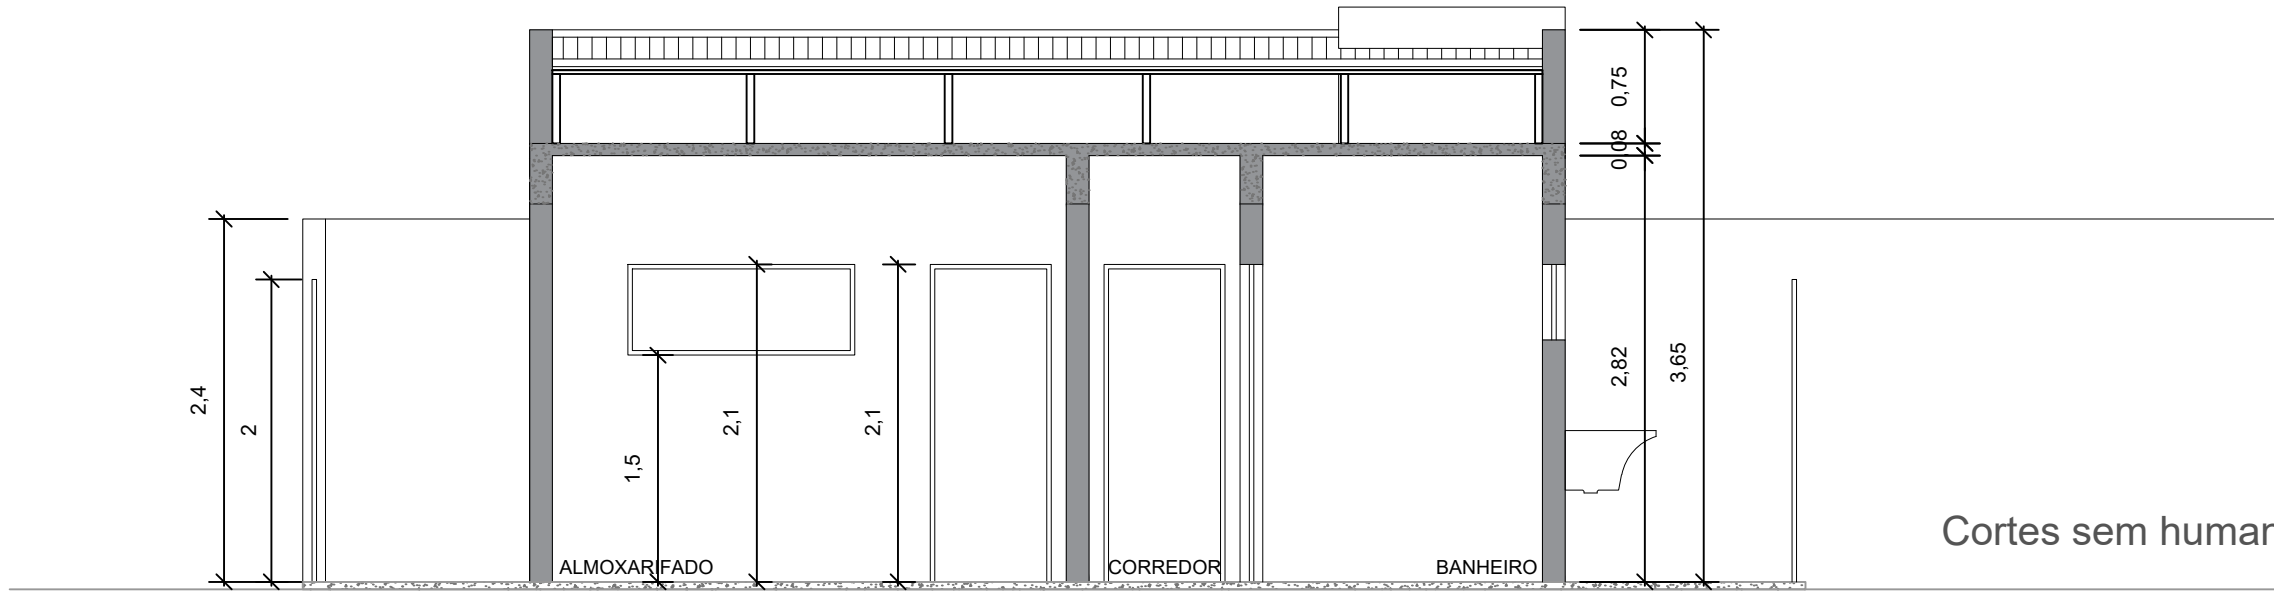 0,75
0,08
2,82
3,65
2,4
2
1,5
2,1
2,1
ALMOXARIFADO
CORREDOR
BANHEIRO
Cortes sem human